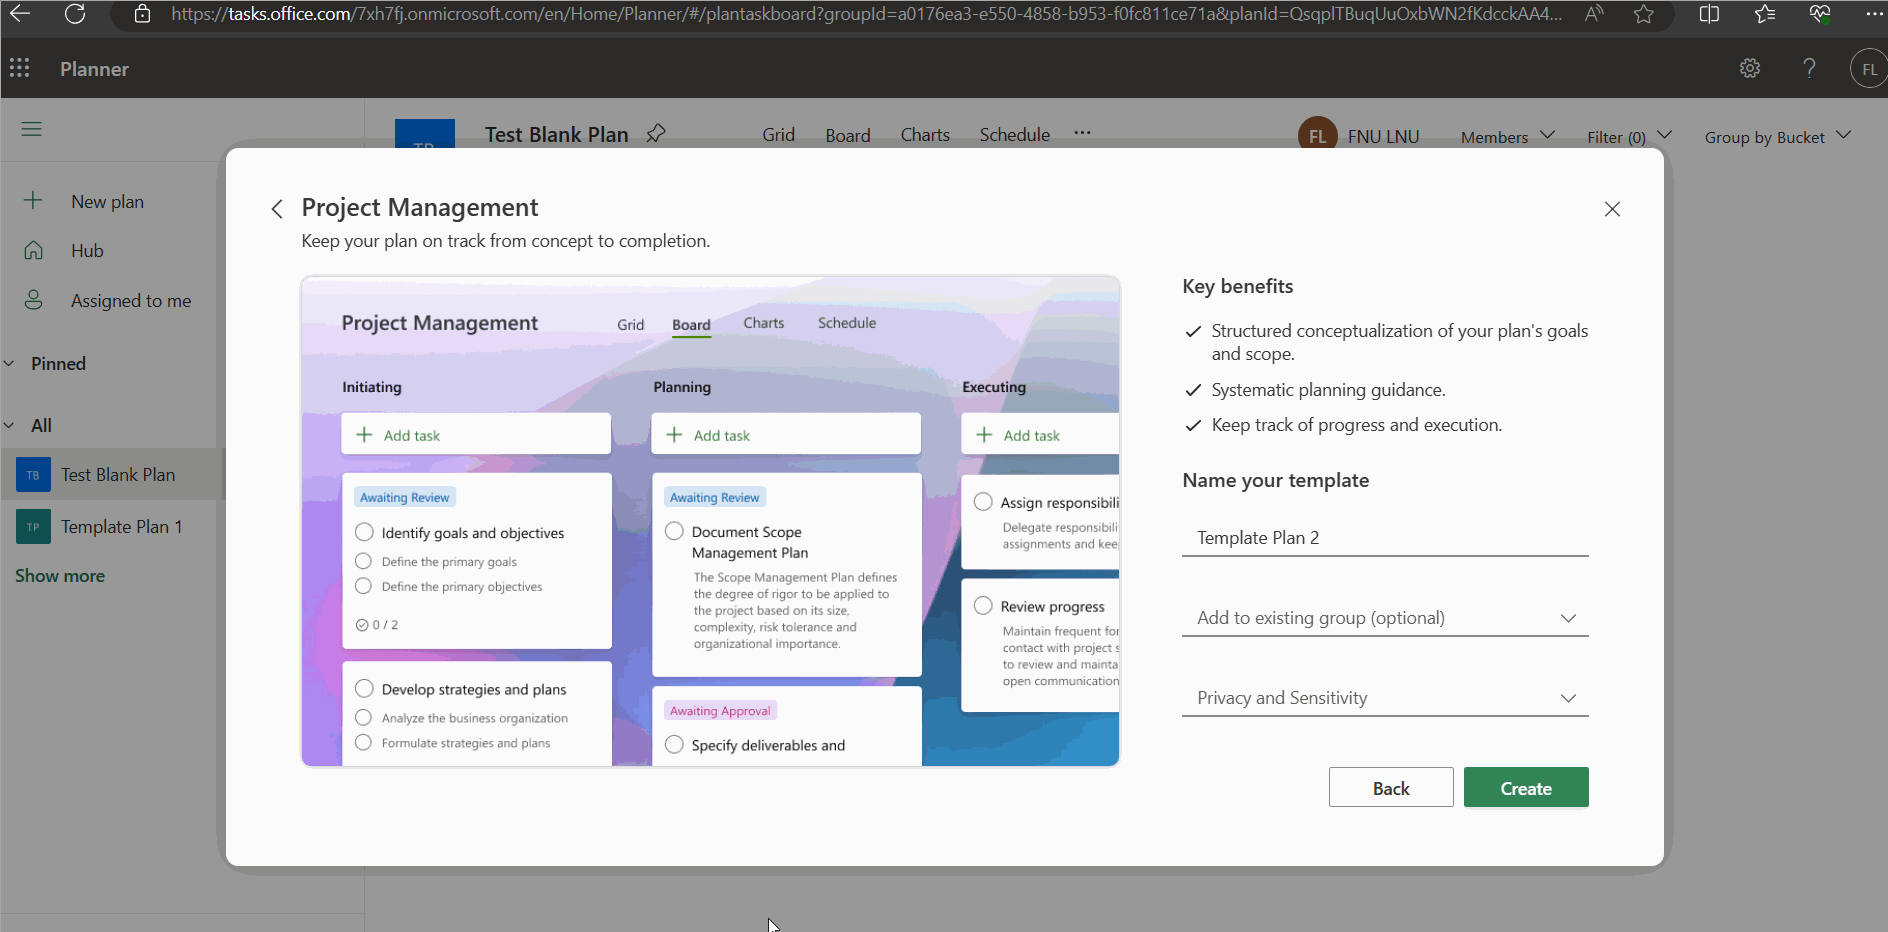 https://tasks.office.com/7xh7fj.onmicrosoft.com/en/Home/Planner/#/plantaskboard?groupId=a0176ea3-e550-4858-b953-f0fc811ce71a&planId=QsqplTBuqUuOxbWN2fKdcckAA4...
Planner
FL
Test Blank Plan
Grid
Board
Charts
Schedule
FL
FNU LNU
Members
Filter (0)
Group by Bucket
New plan
Hub
Assigned to me
Pinned
All
TB
Test Blank Plan
TP
Template Plan 1
Show more
Project Management
Keep your plan on track from concept to completion.
Project Management
Grid
Board
Charts
Schedule
Initiating
Add task
Awaiting Review
Identify goals and objectives
Define the primary goals
Define the primary objectives
0 / 2
Develop strategies and plans
Analyze the business organization
Formulate strategies and plans
Planning
Add task
Awaiting Review
Document Scope
Management Plan
The Scope Management Plan defines
the degree of rigor to be applied to
the project based on its size,
complexity, risk tolerance and
organizational importance.
Awaiting Approval
Specify deliverables and
Executing
Add task
Assign responsibili
Delegate responsibili
assignments and kee
Review progress
Maintain frequent for
contact with project s
to review and mainta
open communication
Key benefits
Structured conceptualization of your plan's goals
and scope.
Systematic planning guidance.
Keep track of progress and execution.
Name your template
Template Plan 2
Add to existing group (optional)
Privacy and Sensitivity
Back
Create